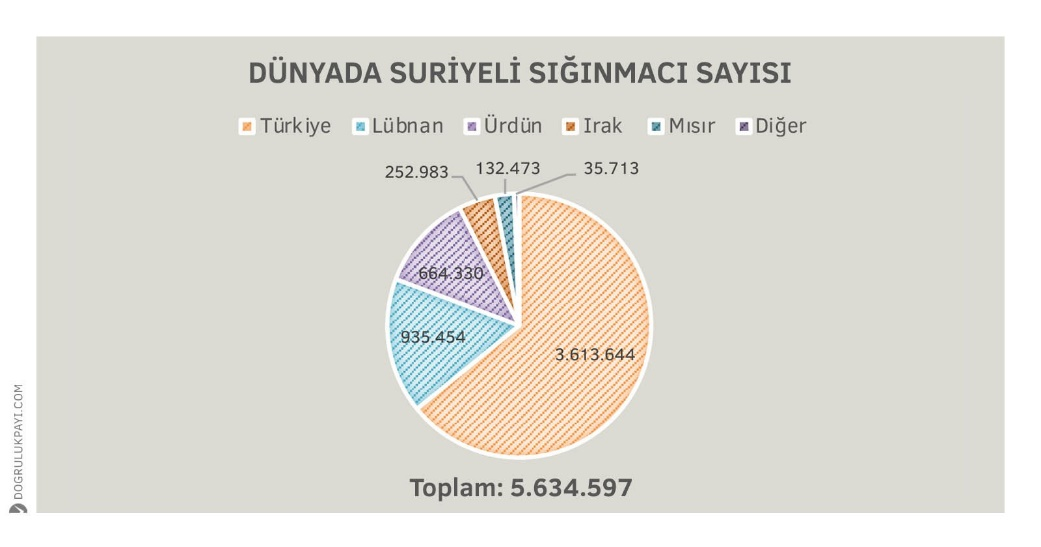 DÜNYADA SURİYELİ SIĞINMACI SAYISI
Türkiye Lübnan Ürdün Irak Mısır Diğer
252.983 132.473 35.713
664.330
935.454
3.613.644
Toplam: 5.634.597
DOGRULUKPAYI.COM